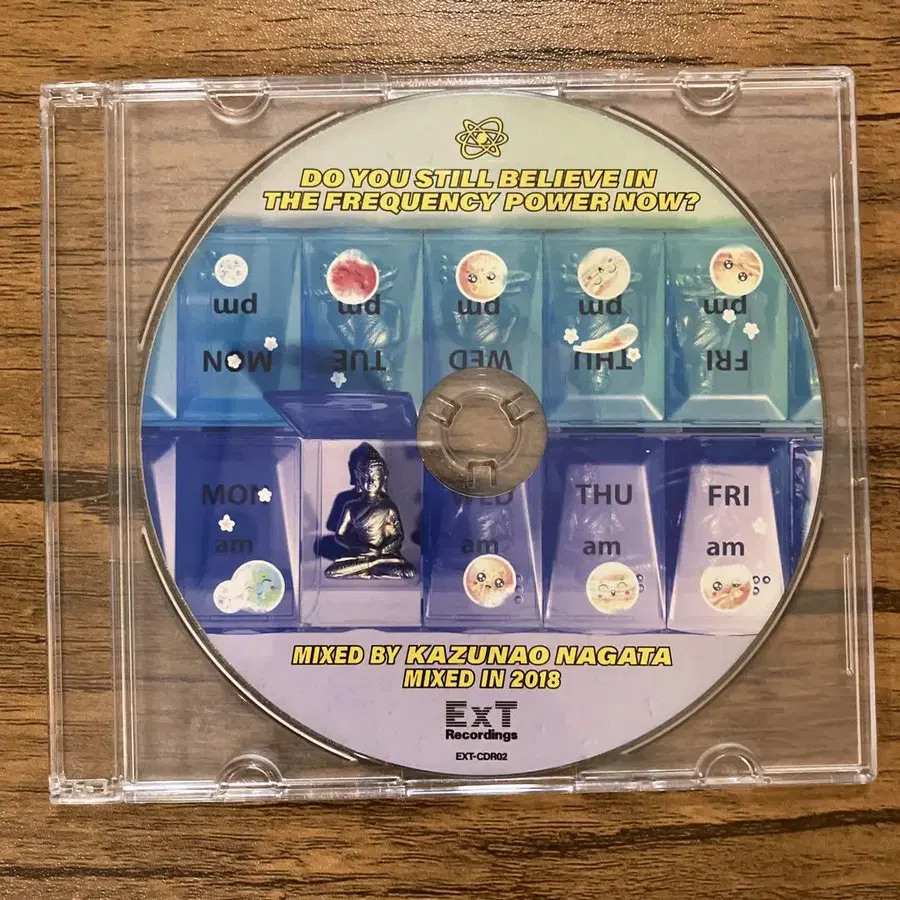 DO YOU STILL BELIEVE IN
THE FREQUENCY POWER NOW?
pm pm pm pm pm
MON TUE WED THU FRI
MON WED THU FRI
am am am am
MIXED BY KAZUNAO NAGATA
MIXED IN 2018
ExT
Recordings
EXT-CDR02